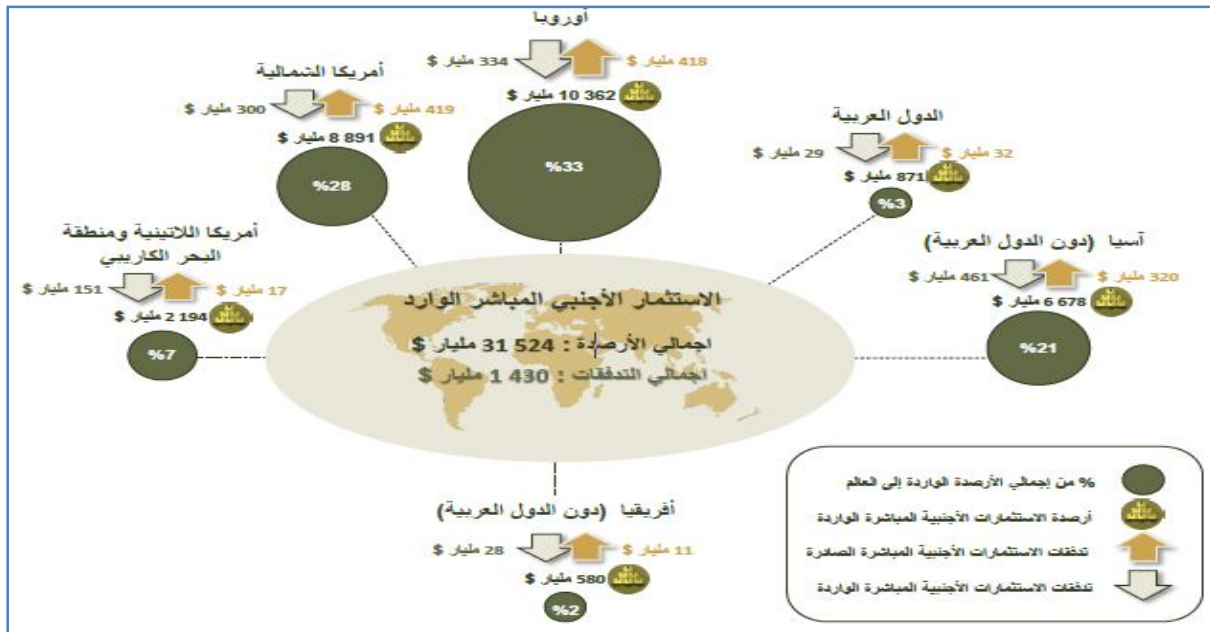 أوروبا
334 مليار $
418 مليار $
10 362 مليار $
%33
أمريكا الشمالية
300 مليار $
419 مليار $
8 891 مليار $
%28
الدول العربية
29 مليار $
32 مليار $
871 مليار $
%3
أمريكا اللاتينية ومنطقة
البحر الكاريبي
151 مليار $
17 مليار $
2 194 مليار $
%7
آسيا (دون الدول العربية)
461 مليار $
320 مليار $
6 678 مليار $
%21
الاستثمار الأجنبي المباشر الوارد
اجمالي الأرصدة : 31 524 مليار $
اجمالي التدفقات : 1 430 مليار $
أفريقيا (دون الدول العربية)
28 مليار $
11 مليار $
580 مليار $
%2
% من إجمالي الأرصدة الواردة إلى العالم
أرصدة الاستثمارات الأجنبية المباشرة الواردة
تدفقات الاستثمارات الأجنبية المباشرة الصادرة
تدفقات الاستثمارات الأجنبية المباشرة الواردة